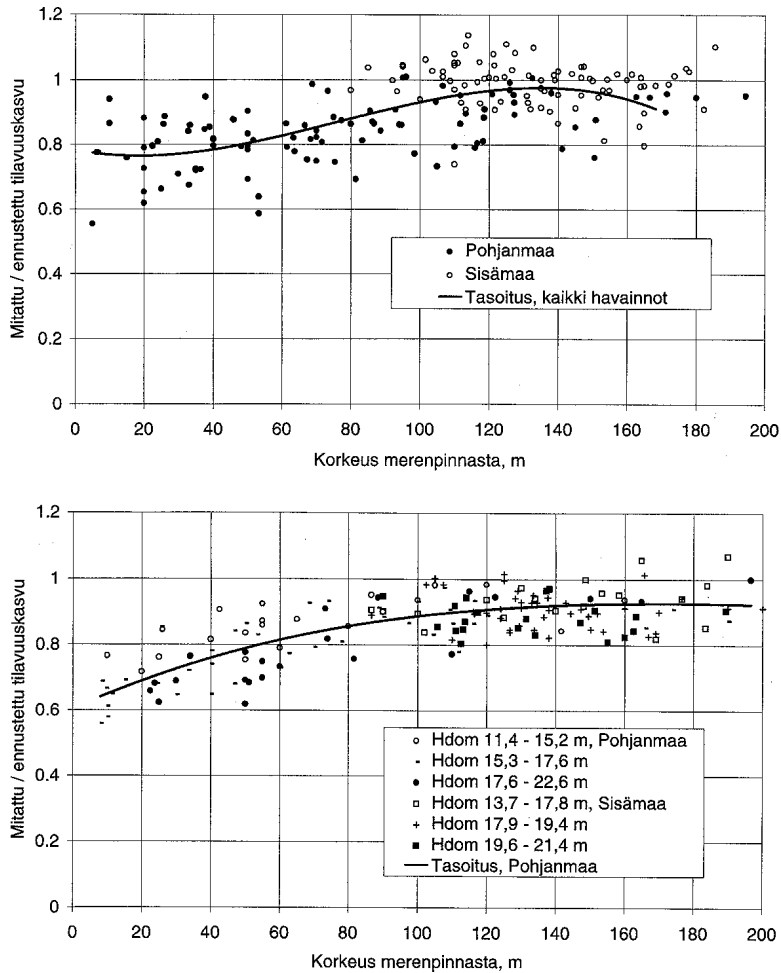 Mitattu / ennustettu tilavuuskasvu
1.2
1
0.8
0.6
0.4
0.2
0
Pohjanmaa
Sisämaa
Tasoitus, kaikki havainnot
0 20 40 60 80 100 120 140 160 180 200
Korkeus merenpinnasta, m
Mitattu / ennustettu tilavuuskasvu
1.2
1
0.8
0.6
0.4
0.2
0
Hdom 11,4 - 15,2 m, Pohjanmaa
Hdom 15,3 - 17,6 m
Hdom 17,6 - 22,6 m
Hdom 13,7 - 17,8 m, Sisämaa
Hdom 17,9 - 19,4 m
Hdom 19,6 - 21,4 m
Tasoitus, Pohjanmaa
0 20 40 60 80 100 120 140 160 180 200
Korkeus merenpinnasta, m